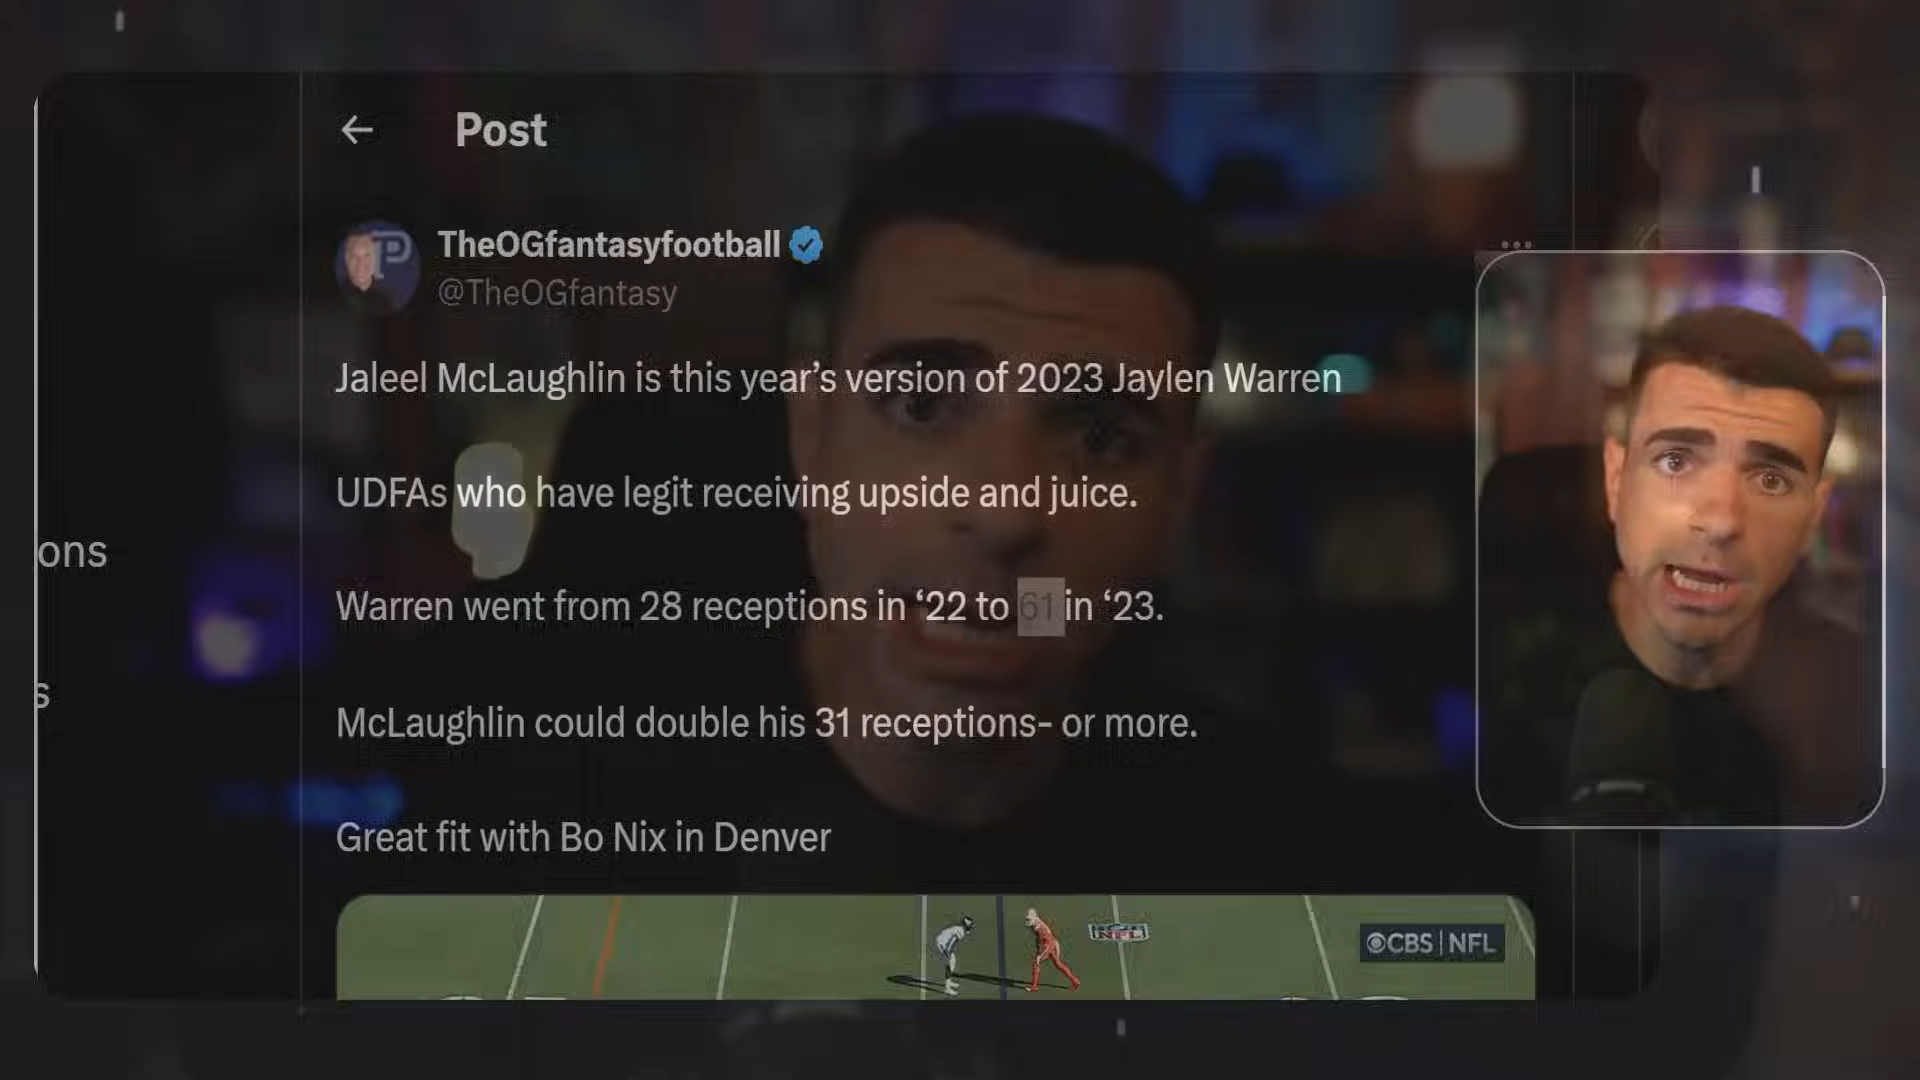 Post
TheOGfantasyfootball
@TheOGfantasy
Jaleel McLaughlin is this year’s version of 2023 Jaylen Warren
UDFAs who have legit receiving upside and juice.
ons
Warren went from 28 receptions in ‘22 to 61 in ‘23.
s
McLaughlin could double his 31 receptions- or more.
Great fit with Bo Nix in Denver
NFL
CBS | NFL